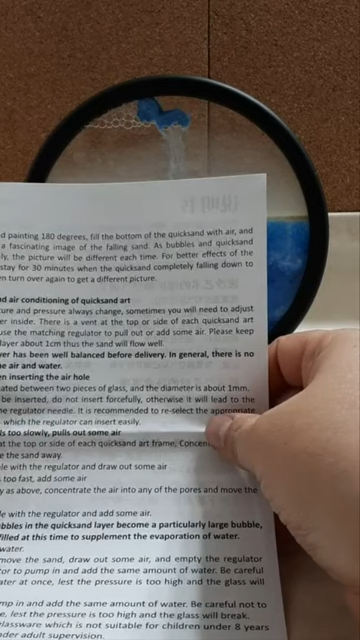 d painting 180 degrees, fill the bottom of the quicksand with air, and
a fascinating image of the falling sand. As bubbles and quicksand
ly, the picture will be different each time. For better effects of the
stay for 30 minutes when the quicksand completely falling down to
n turn over again to get a different picture.
nd air conditioning of quicksand art
ure and pressure always change, sometimes you will need to adjust
er inside. There is a vent at the top or side of each quicksand art
use the matching regulator to pull out or add some air. Please keep
layer about 1cm thus the sand will flow well.
yer has been well balanced before delivery. In general, there is no
he air and water.
en inserting the air hole
ated between two pieces of glass, and the diameter is about 1mm.
be inserted, do not insert forcefully, otherwise it will lead to the
he regulator needle. It is recommended to re-select the appropriate
which the regulator can insert easily.
ls too slowly, pulls out some air
at the top or side of each quicksand art frame, Concen
e the sand away.
le with the regulator and draw out some air
too fast, add some air
y as above, concentrate the air into any of the pores and move the
le with the regulator and add some air.
bbles in the quicksand layer become a particularly large bubble,
filled at this time to supplement the evaporation of water.
water.
move the sand, draw out some air, and empty the regulator
tor to pump in and add the same amount of water. Be careful
ater at once, lest the pressure is too high and the glass will
mp in and add the same amount of water. Be careful not to
e, lest the pressure is too high and the glass will break.
glassware which is not suitable for children under 8 years
nder adult supervision.